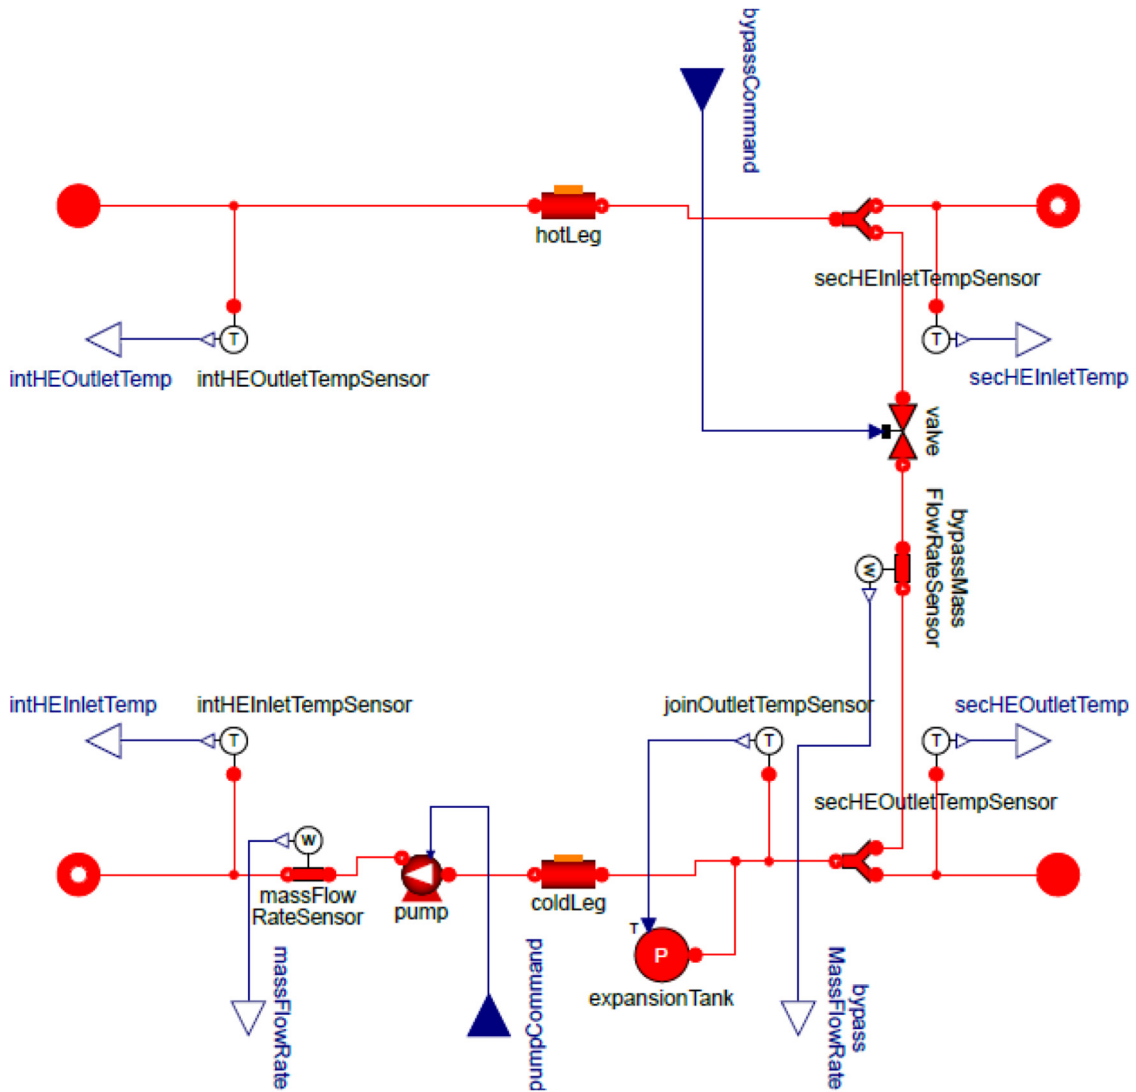 bypassCommand
hotLeg
secHEInletTempSensor
T
T
intHEOutletTemp
intHEOutletTempSensor
secHEInletTemp
valve
bypassMass
FlowRateSensor
W
intHEInletTemp
intHEInletTempSensor
joinOutletTempSensor
secHEOutletTemp
T
T
T
secHEOutletTempSensor
W
massFlow
RateSensor
pump
coldLeg
T
P
expansionTank
massFlowRate
pumpCommand
bypass
MassFlowRate